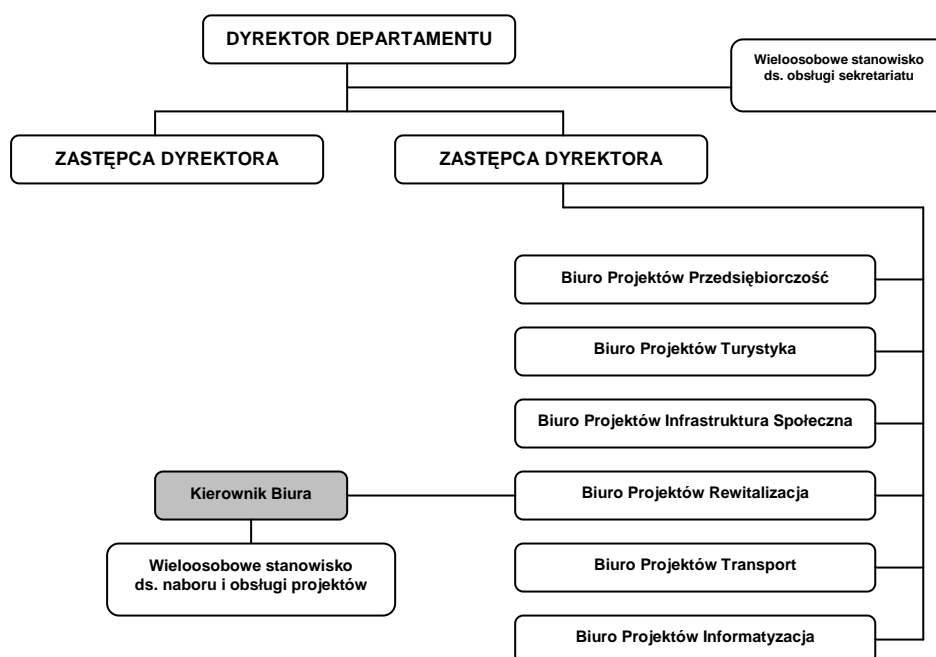 DYREKTOR DEPARTAMENTU
Wieloosobowe stanowisko
ds. obsługi sekretariatu
ZASTĘPCA DYREKTORA
ZASTĘPCA DYREKTORA
Biuro Projektów Przedsiębiorczość
Biuro Projektów Turystyka
Biuro Projektów Infrastruktura Społeczna
Kierownik Biura
Biuro Projektów Rewitalizacja
Wieloosobowe stanowisko
ds. naboru i obsługi projektów
Biuro Projektów Transport
Biuro Projektów Informatyzacja